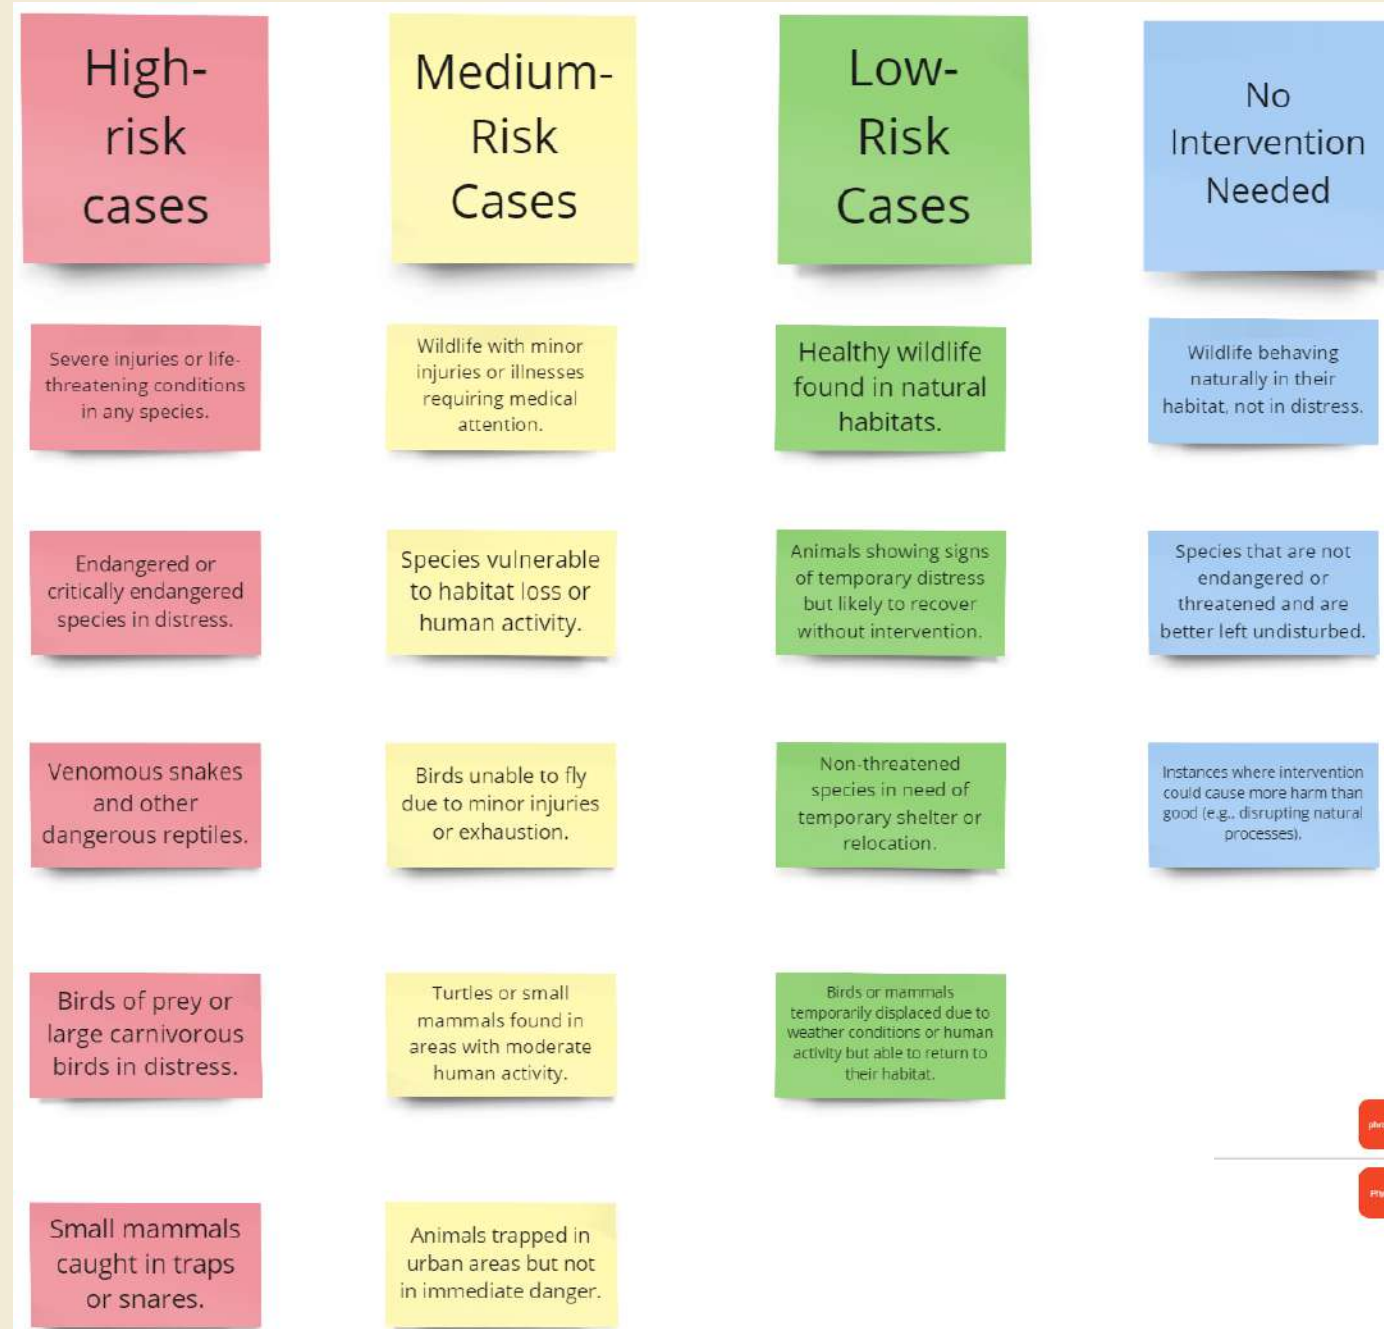 High-
risk
cases
Severe injuries or life-
threatening conditions
in any species.
Endangered or
critically endangered
species in distress.
Venomous snakes
and other
dangerous reptiles.
Birds of prey or
large carnivorous
birds in distress.
Small mammals
caught in traps
or snares.
Medium-
Risk
Cases
Wildlife with minor
injuries or illnesses
requiring medical
attention.
Species vulnerable
to habitat loss or
human activity.
Birds unable to fly
due to minor injuries
or exhaustion.
Turtles or small
mammals found in
areas with moderate
human activity.
Animals trapped in
urban areas but not
in immediate danger.
Low-
Risk
Cases
Healthy wildlife
found in natural
habitats.
Animals showing signs
of temporary distress
but likely to recover
without intervention.
Non-threatened
species in need of
temporary shelter or
relocation.
Birds or mammals
temporarily displaced due to
weather conditions or human
activity but able to return to
their habitat.
No
Intervention
Needed
Wildlife behaving
naturally in their
habitat, not in distress.
Species that are not
endangered or
threatened and are
better left undisturbed.
Instances where intervention
could cause more harm than
good (e.g., disrupting natural
processes).